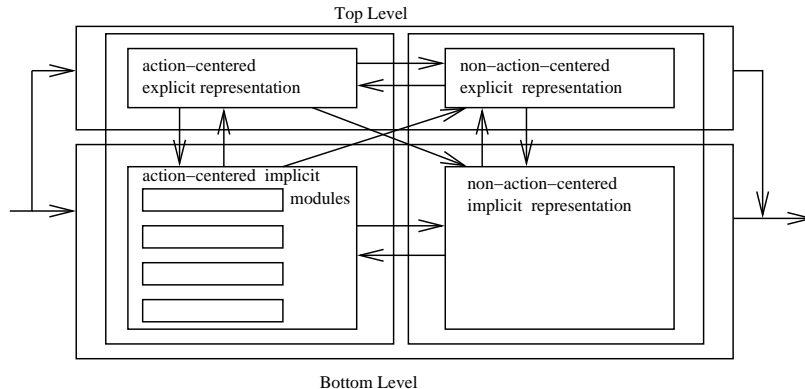 Top Level
action−centered
explicit representation
non−action−centered
explicit representation
action−centered implicit
modules
non−action−centered
implicit representation
Bottom Level